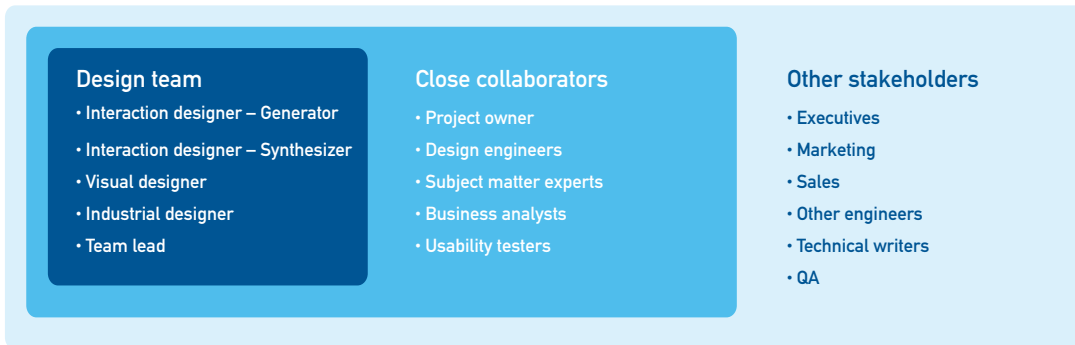 Design team
• Interaction designer – Generator
• Interaction designer – Synthesizer
• Visual designer
• Industrial designer
• Team lead
Close collaborators
• Project owner
• Design engineers
• Subject matter experts
• Business analysts
• Usability testers
Other stakeholders
• Executives
• Marketing
• Sales
• Other engineers
• Technical writers
• QA